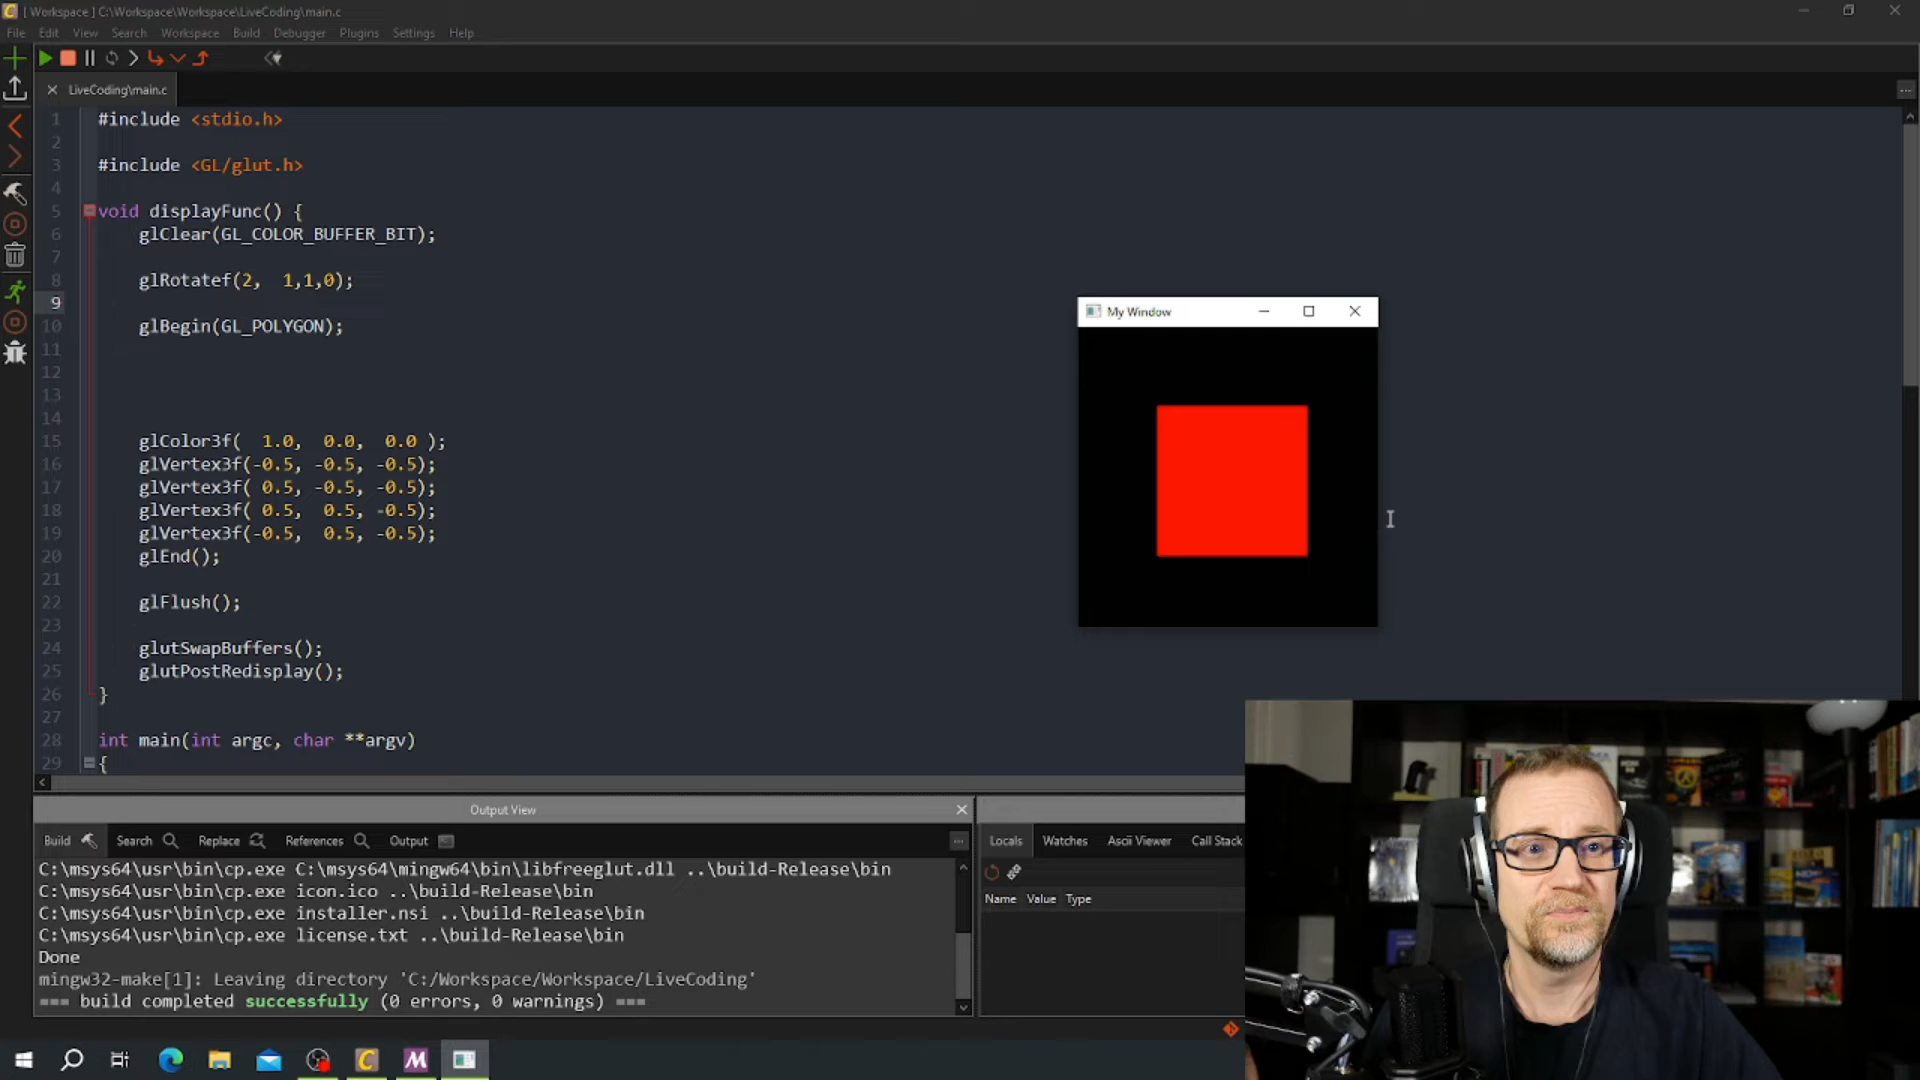 [ Workspace ] C:\Workspace\Workspace\LiveCoding\main.c
File Edit View Search Workspace Build Debugger Plugins Settings Help
LiveCoding\main.c
1 #include <stdio.h>
2
3 #include <GL/glut.h>
4
5 void displayFunc() {
6 glClear(GL_COLOR_BUFFER_BIT);
7
8 glRotatef(2, 1,1,0);
9
10 glBegin(GL_POLYGON);
11
12
13
14
15 glColor3f( 1.0, 0.0, 0.0 );
16 glVertex3f(-0.5, -0.5, -0.5);
17 glVertex3f( 0.5, -0.5, -0.5);
18 glVertex3f( 0.5, 0.5, -0.5);
19 glVertex3f(-0.5, 0.5, -0.5);
20 glEnd();
21
22 glFlush();
23
24 glutSwapBuffers();
25 glutPostRedisplay();
26 }
27
28 int main(int argc, char **argv)
29 {
My Window
Output View
Build Search Replace References Output
C:\msys64\usr\bin\cp.exe C:\msys64\mingw64\bin\libfreeglut.dll ..\build-Release\bin
C:\msys64\usr\bin\cp.exe icon.ico ..\build-Release\bin
C:\msys64\usr\bin\cp.exe installer.nsi ..\build-Release\bin
C:\msys64\usr\bin\cp.exe license.txt ..\build-Release\bin
Done
mingw32-make[1]: Leaving directory 'C:/Workspace/Workspace/LiveCoding'
=== build completed successfully (0 errors, 0 warnings) ===
Locals Watches Ascii Viewer Call Stack
Name Value Type